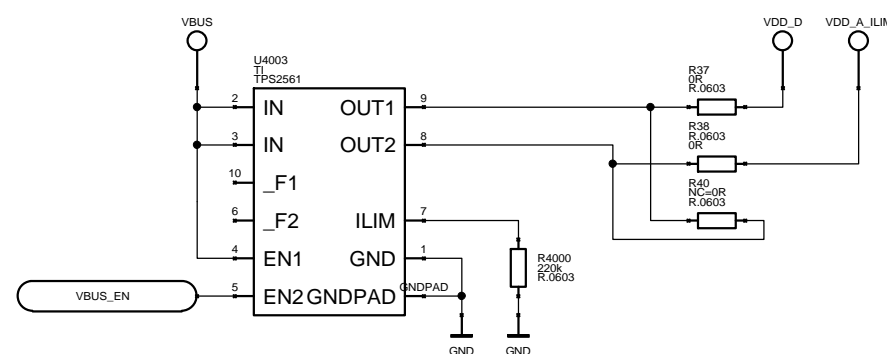 VBUS
VDD_D
VDD_A_ILIM
U4003
TI
TPS2561
R37
0R
R.0603
2
IN
OUT1
9
R38
R.0603
0R
3
IN
OUT2
8
R40
NC=0R
R.0603
10
_F1
6
_F2
ILIM
7
4
EN1
GND
1
R4000
220k
R.0603
VBUS_EN
5
EN2
GNDPAD
GNDPAD
GND
GND